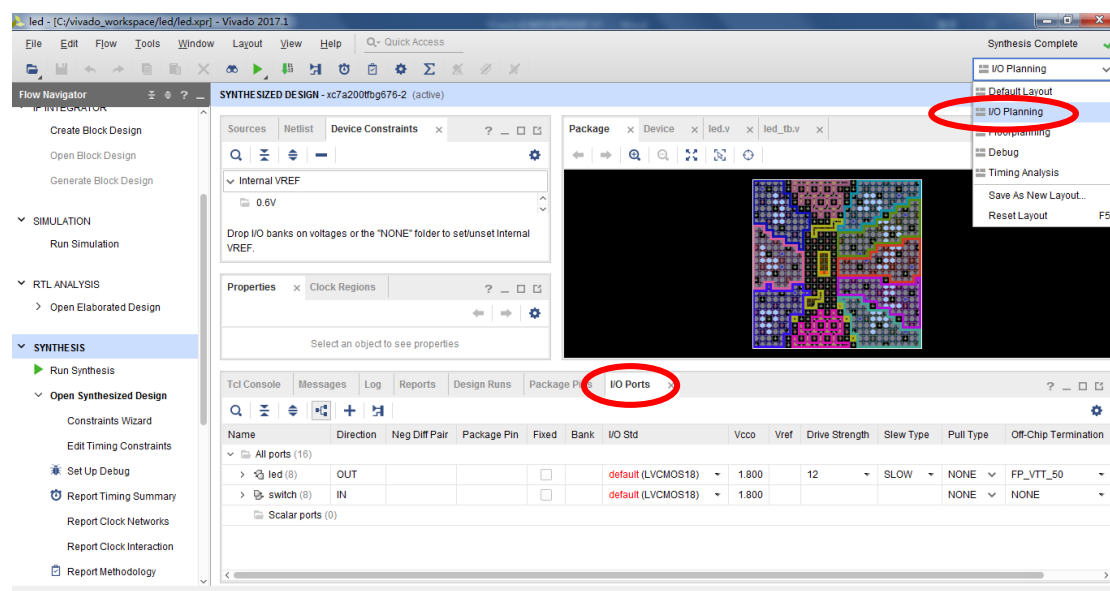 led - [C:/vivado_workspace/led/led.xpr] - Vivado 2017.1
File Edit Flow Tools Window Layout View Help Quick Access
Synthesis Complete
I/O Planning
Flow Navigator
SYNTHESIZED DESIGN - xc7a200tfbg676-2 (active)
Default Layout
I/O Planning
Floorplanning
Debug
Timing Analysis
Save As New Layout...
Reset Layout F5
IP INTEGRATOR
Create Block Design
Open Block Design
Generate Block Design
SIMULATION
Run Simulation
RTL ANALYSIS
Open Elaborated Design
SYNTHESIS
Run Synthesis
Open Synthesized Design
Constraints Wizard
Edit Timing Constraints
Set Up Debug
Report Timing Summary
Report Clock Networks
Report Clock Interaction
Report Methodology
Sources Netlist Device Constraints
Internal VREF
0.6V
Drop I/O banks on voltages or the "NONE" folder to set/unset Internal
VREF.
Properties Clock Regions
Select an object to see properties
Package Device led.v led_tb.v
Tcl Console Messages Log Reports Design Runs Package Pins I/O Ports
Name Direction Neg Diff Pair Package Pin Fixed Bank I/O Std Vcco Vref Drive Strength Slew Type Pull Type Off-Chip Termination
All ports (16)
led (8) OUT default (LVCMOS18) 1.800 12 SLOW NONE FP_VTT_50
switch (8) IN default (LVCMOS18) 1.800 NONE NONE
Scalar ports (0)